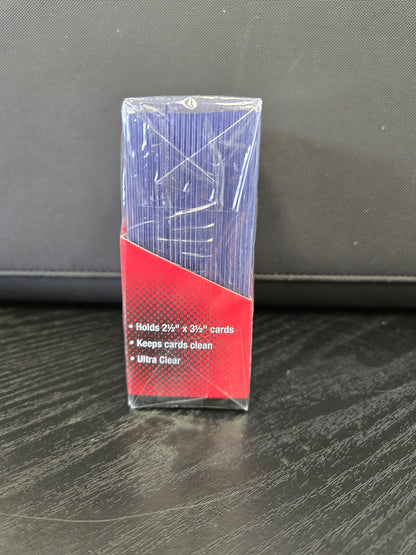 • Holds 2½" x 3½" cards
• Keeps cards clean
• Ultra Clear